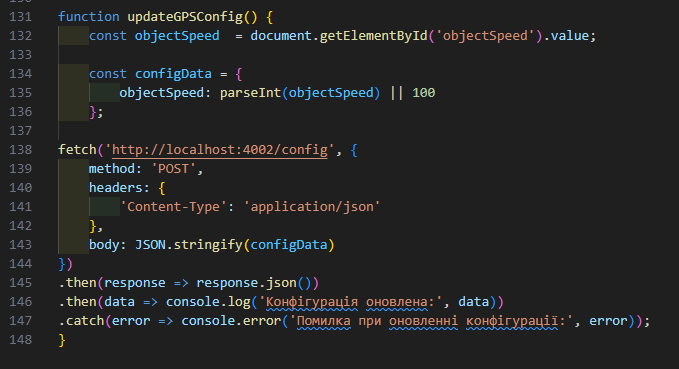 131 function updateGPSConfig() {
132     const objectSpeed  = document.getElementById('objectSpeed').value;
133
134     const configData = {
135         objectSpeed: parseInt(objectSpeed) || 100
136     };
137
138 fetch('http://localhost:4002/config', {
139     method: 'POST',
140     headers: {
141         'Content-Type': 'application/json'
142     },
143     body: JSON.stringify(configData)
144 })
145 .then(response => response.json())
146 .then(data => console.log('Конфігурація оновлена:', data))
147 .catch(error => console.error('Помилка при оновленні конфігурації:', error));
148 }